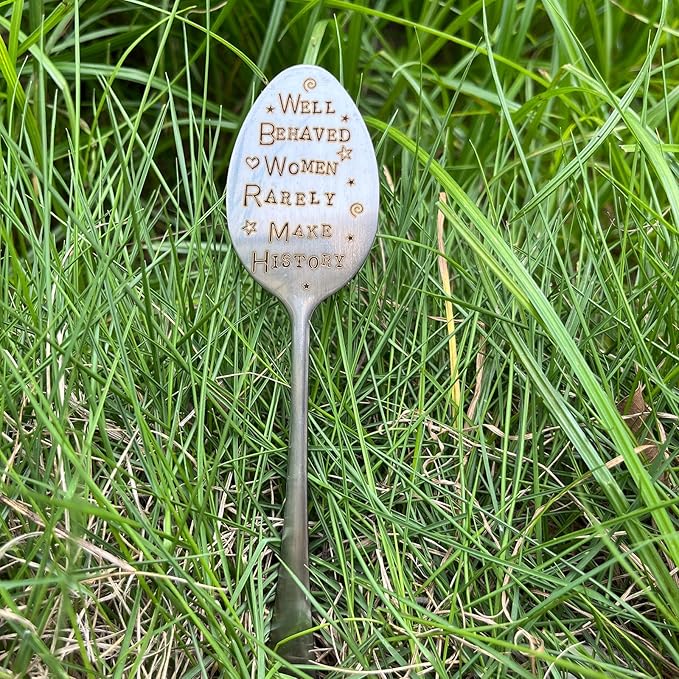 Well
Behaved
Women
Rarely
Make
History